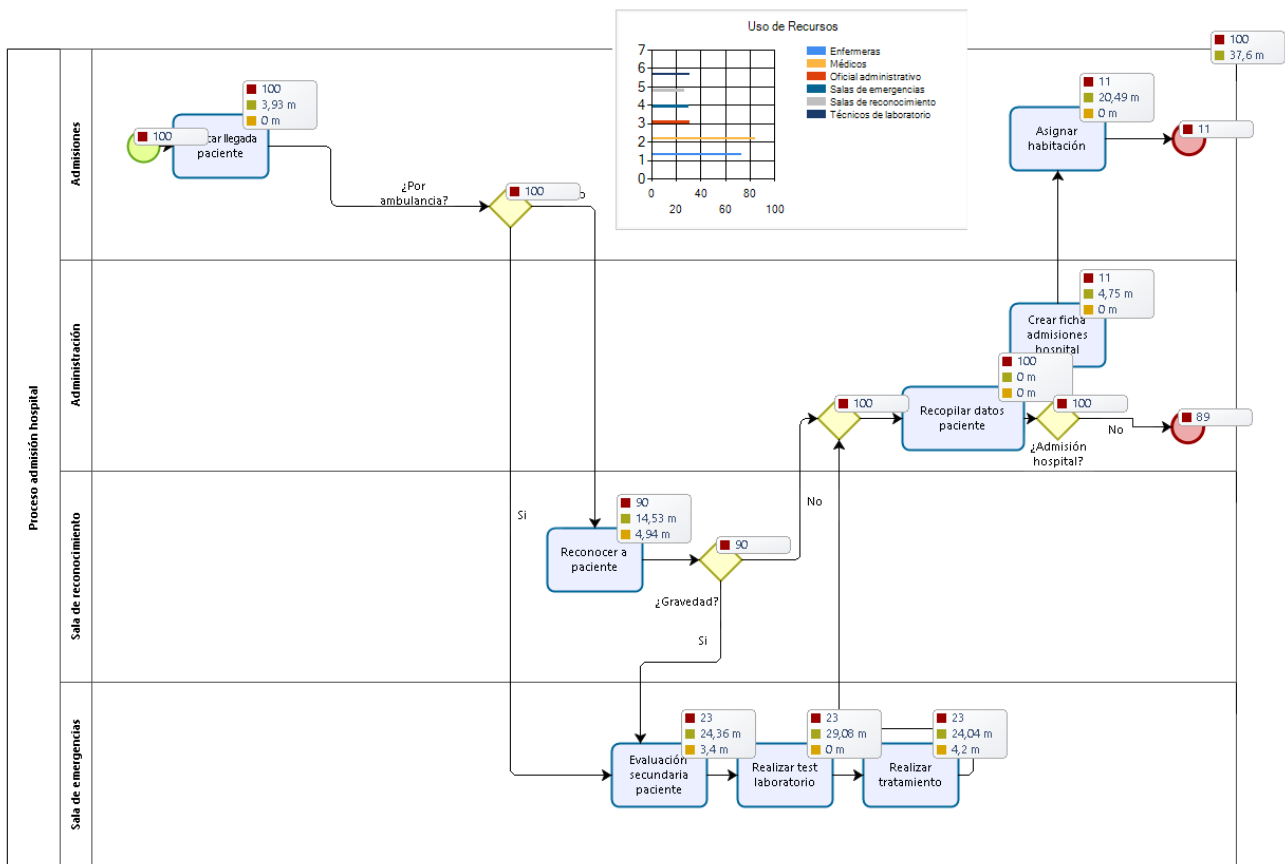 Proceso admisión hospital
Admisiones
100
100
3,93 m
0 m
car llegada
paciente
¿Por
ambulancia?
100
o
Uso de Recursos
7
6
5
4
3
2
1
0
0
20
40
60
80
100
Enfermeras
Médicos
Oficial administrativo
Salas de emergencias
Salas de reconocimiento
Técnicos de laboratorio
100
37,6 m
11
20,49 m
0 m
Asignar
habitación
11
Administración
11
4,75 m
0 m
Crear ficha
admisiones
hospital
100
0 m
0 m
100
Recopilar datos
paciente
100
¿Admisión
hospital?
No
89
Sala de reconocimiento
Si
90
14,53 m
4,94 m
Reconocer a
paciente
90
¿Gravedad?
No
Si
Sala de emergencias
23
24,36 m
3,4 m
Evaluación
secundaria
paciente
23
29,08 m
0 m
Realizar test
laboratorio
23
24,04 m
4,2 m
Realizar
tratamiento